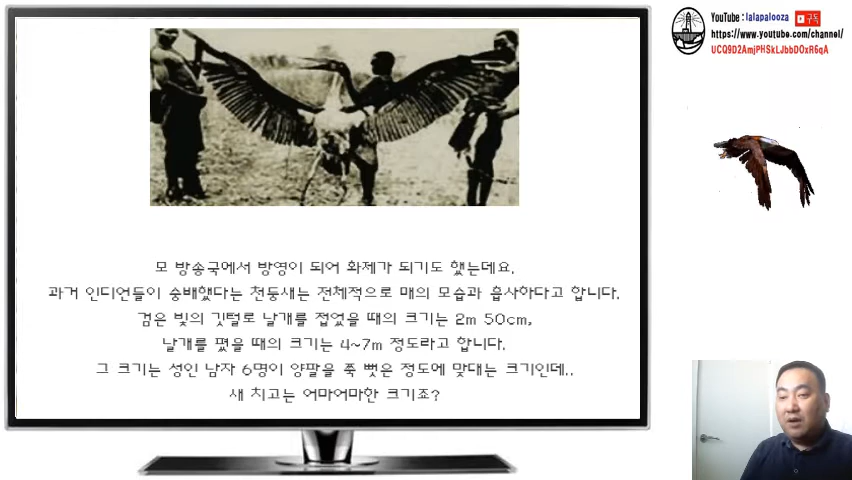 YouTube : lalapalooza 구독
https://www.youtube.com/channel/
UCQ9D2AmjPHSkLJbbDOxR6qA
모 방송국에서 방영이 되어 화제가 되기도 했는데요.
과거 인디언들이 숭배했다는 천둥새는 전체적으로 매의 모습과 흡사하다고 합니다.
검은 빛의 깃털로 날개를 접었을 때의 크기는 2m 50cm,
날개를 폈을 때의 크기는 4~7m 정도라고 합니다.
그 크기는 성인 남자 6명이 양팔을 쭉 뻗은 정도에 맞대는 크기인데..
새 치고는 어마어마한 크기죠?